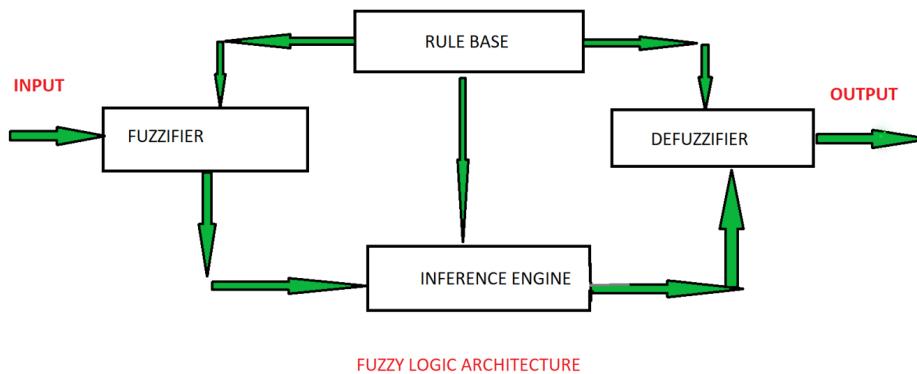 RULE BASE
INPUT
OUTPUT
FUZZIFIER
DEFUZZIFIER
INFERENCE ENGINE
FUZZY LOGIC ARCHITECTURE